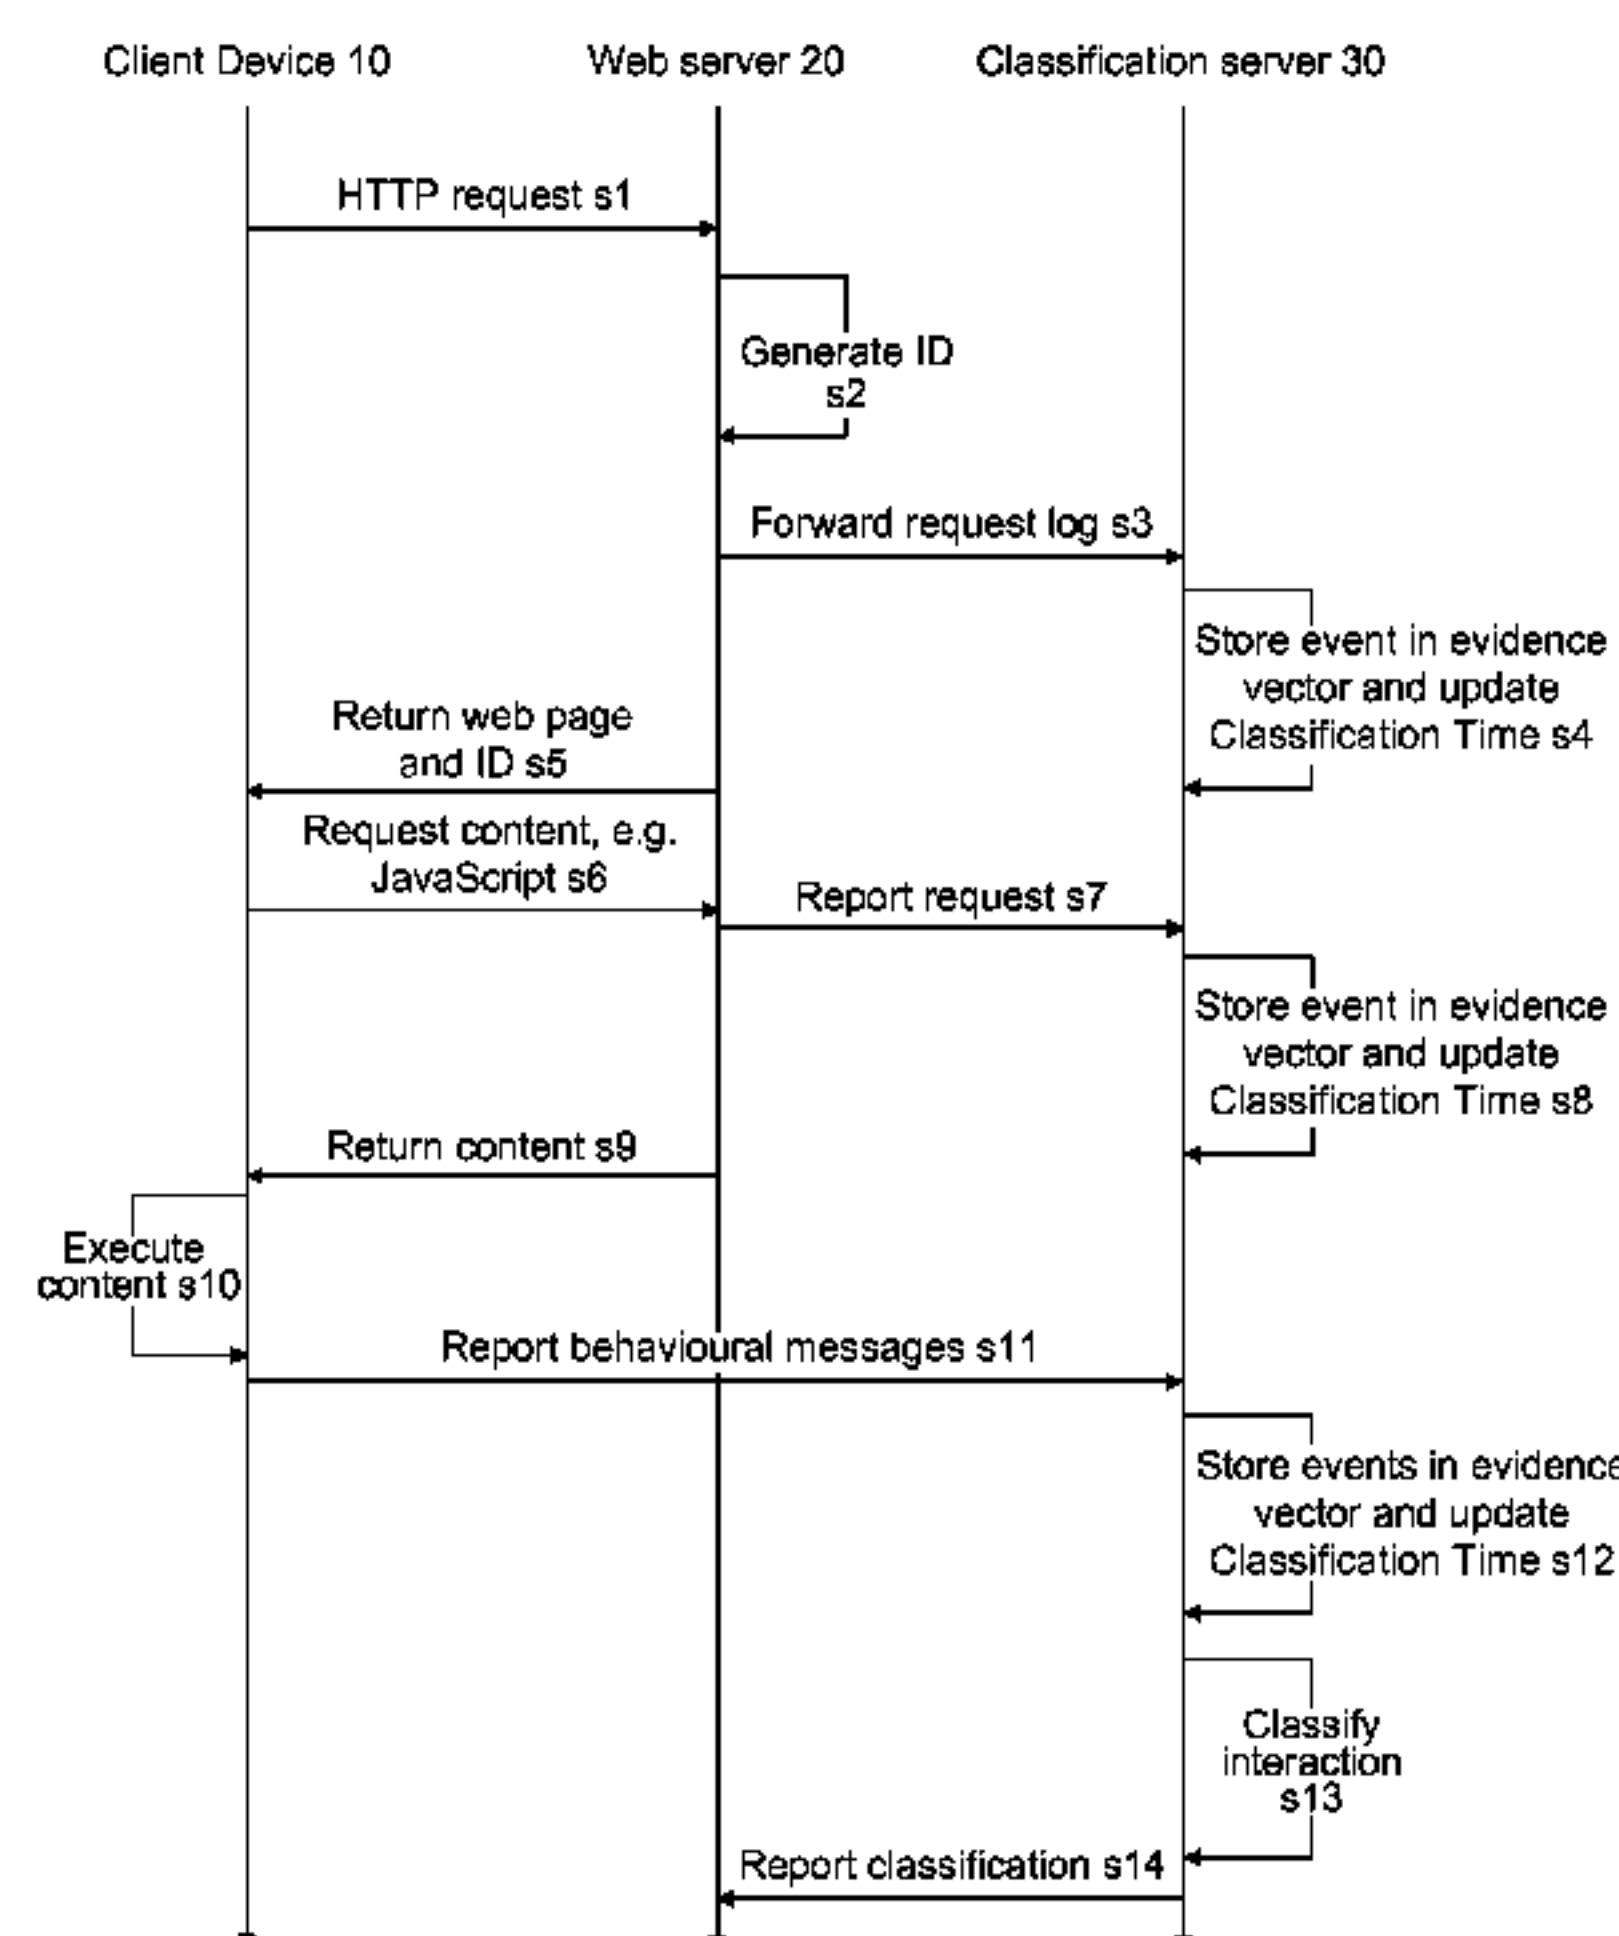 Client Device 10
Web server 20
Classification server 30
HTTP request s1
Generate ID
s2
Forward request log s3
Store event in evidence
vector and update
Classification Time s4
Return web page
and ID s5
Request content, e.g.
JavaScript s6
Report request s7
Store event in evidence
vector and update
Classification Time s8
Return content s9
Execute
content s10
Report behavioural messages s11
Store events in evidence
vector and update
Classification Time s12
Classify
interaction
s13
Report classification s14